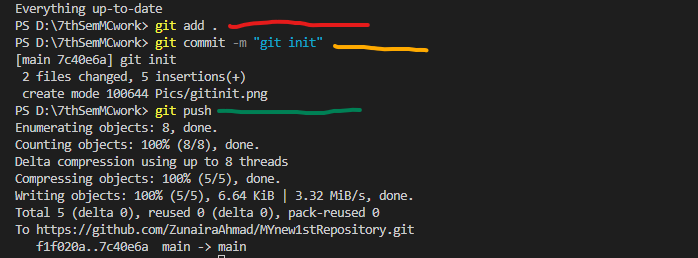 Everything up-to-date
PS D:\7thSemMCwork> git add .
PS D:\7thSemMCwork> git commit -m "git init"
[main 7c40e6a] git init
 2 files changed, 5 insertions(+)
 create mode 100644 Pics/gitinit.png
PS D:\7thSemMCwork> git push
Enumerating objects: 8, done.
Counting objects: 100% (8/8), done.
Delta compression using up to 8 threads
Compressing objects: 100% (5/5), done.
Writing objects: 100% (5/5), 6.64 KiB | 3.32 MiB/s, done.
Total 5 (delta 0), reused 0 (delta 0), pack-reused 0
To https://github.com/ZunairaAhmad/MYnew1stRepository.git
   f1f020a..7c40e6a  main -> main